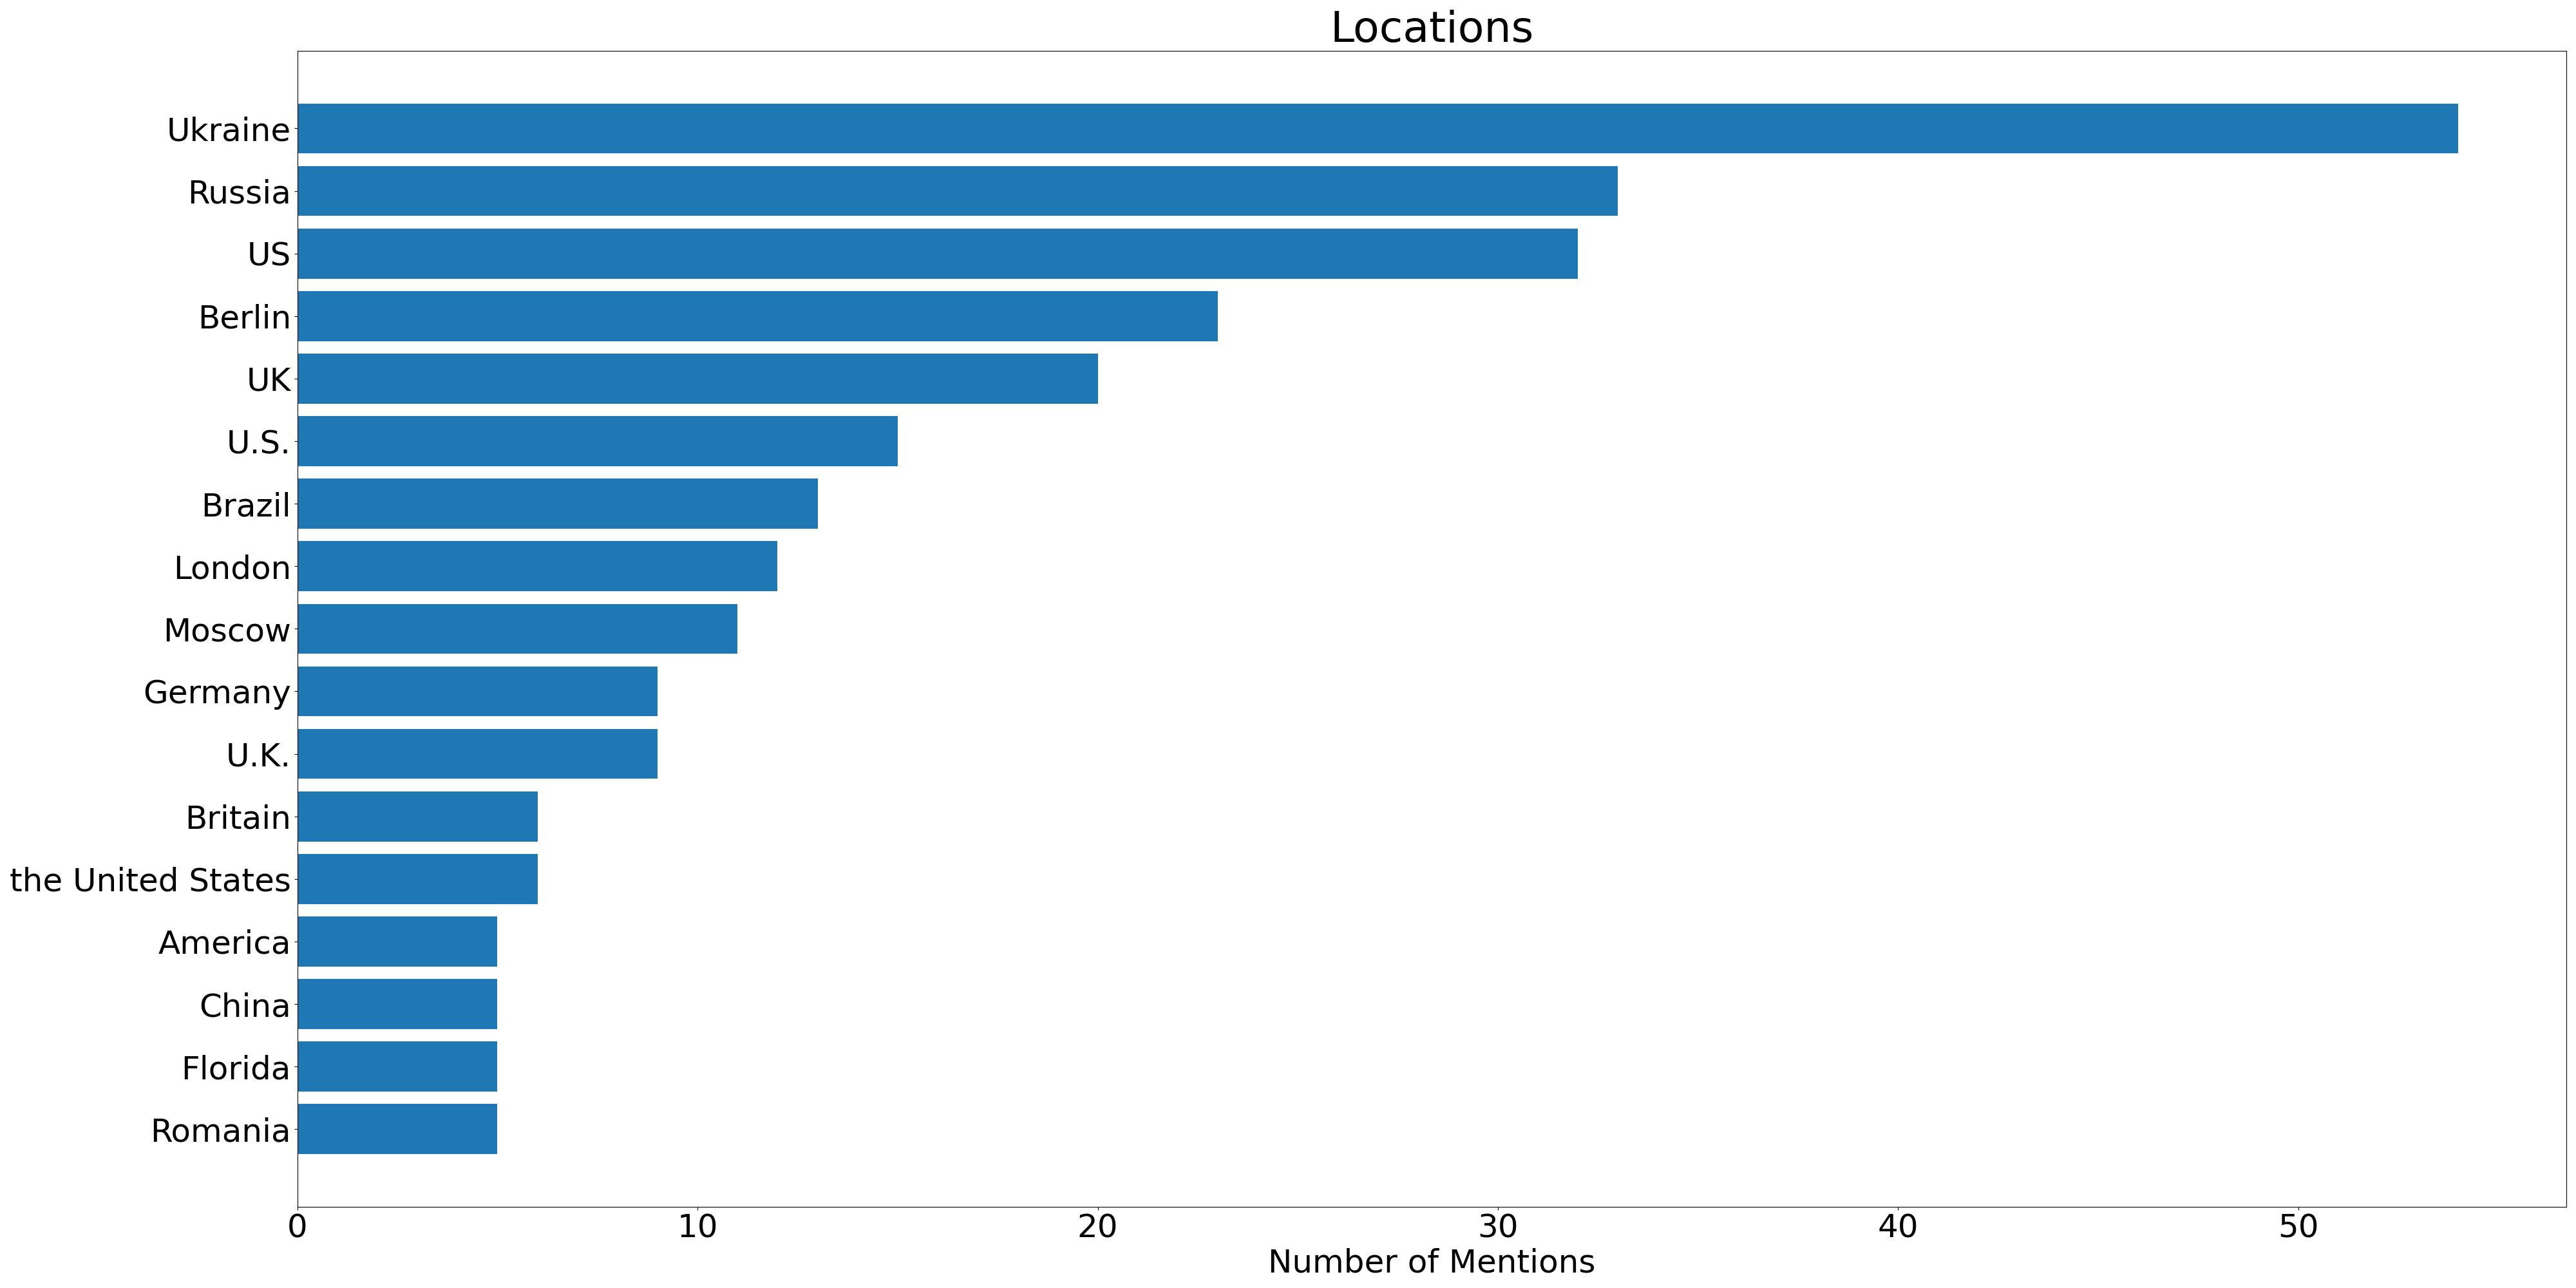 Locations
Ukraine
Russia
US
Berlin
UK
U.S.
Brazil
London
Moscow
Germany
U.K.
Britain
the United States
America
China
Florida
Romania
0 10 20 30 40 50
Number of Mentions